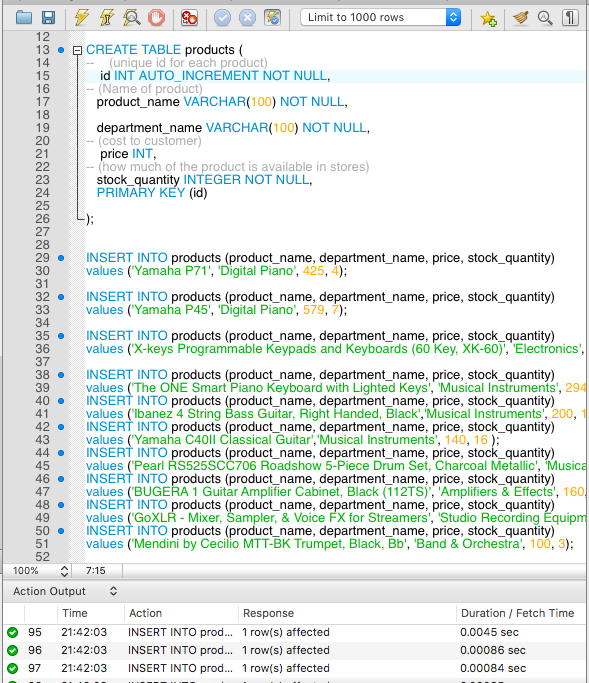 Limit to 1000 rows
12
13 CREATE TABLE products (
14 -- (unique id for each product)
15 id INT AUTO_INCREMENT NOT NULL,
16 -- (Name of product)
17 product_name VARCHAR(100) NOT NULL,
18
19 department_name VARCHAR(100) NOT NULL,
20 -- (cost to customer)
21 price INT,
22 -- (how much of the product is available in stores)
23 stock_quantity INTEGER NOT NULL,
24 PRIMARY KEY (id)
25
26 );
27
28
29 INSERT INTO products (product_name, department_name, price, stock_quantity)
30 values ('Yamaha P71', 'Digital Piano', 425, 4);
31
32 INSERT INTO products (product_name, department_name, price, stock_quantity)
33 values ('Yamaha P45', 'Digital Piano', 579, 7);
34
35 INSERT INTO products (product_name, department_name, price, stock_quantity)
36 values ('X-keys Programmable Keypads and Keyboards (60 Key, XK-60)', 'Electronics',
37
38 INSERT INTO products (product_name, department_name, price, stock_quantity)
39 values ('The ONE Smart Piano Keyboard with Lighted Keys', 'Musical Instruments', 294
40 INSERT INTO products (product_name, department_name, price, stock_quantity)
41 values ('Ibanez 4 String Bass Guitar, Right Handed, Black','Musical Instruments', 200, 1
42 INSERT INTO products (product_name, department_name, price, stock_quantity)
43 values ('Yamaha C40II Classical Guitar','Musical Instruments', 140, 16 );
44 INSERT INTO products (product_name, department_name, price, stock_quantity)
45 values ('Pearl RS525SCC706 Roadshow 5-Piece Drum Set, Charcoal Metallic', 'Musica
46 INSERT INTO products (product_name, department_name, price, stock_quantity)
47 values ('BUGERA 1 Guitar Amplifier Cabinet, Black (112TS)', 'Amplifiers & Effects', 160,
48 INSERT INTO products (product_name, department_name, price, stock_quantity)
49 values ('GoXLR - Mixer, Sampler, & Voice FX for Streamers', 'Studio Recording Equipm
50 INSERT INTO products (product_name, department_name, price, stock_quantity)
51 values ('Mendini by Cecilio MTT-BK Trumpet, Black, Bb', 'Band & Orchestra', 100, 3);
52
100% 7:15
Action Output
Time Action Response Duration / Fetch Time
95 21:42:03 INSERT INTO prod... 1 row(s) affected 0.0045 sec
96 21:42:03 INSERT INTO prod... 1 row(s) affected 0.00086 sec
97 21:42:03 INSERT INTO prod... 1 row(s) affected 0.00084 sec